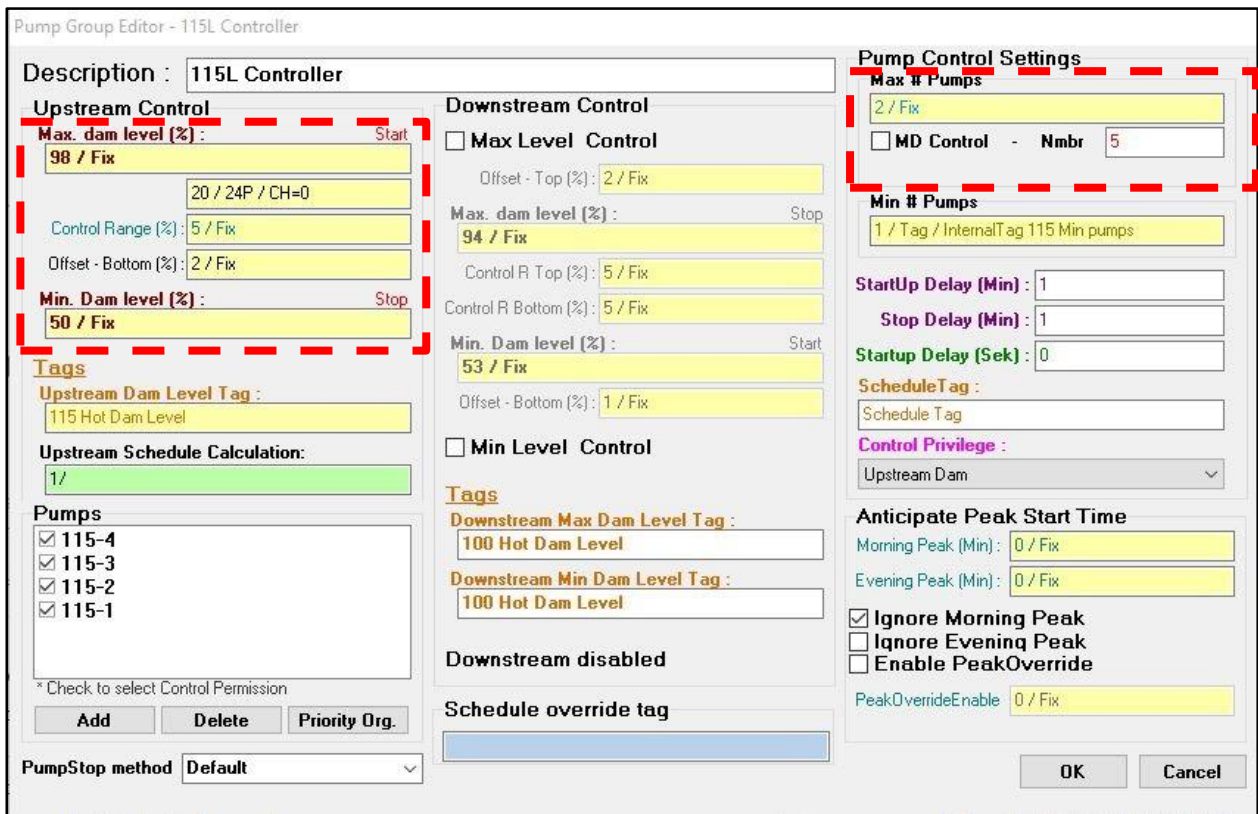 Pump Group Editor - 115L Controller
Description : 115L Controller
Upstream Control
Max. dam level (%) : Start
98 / Fix
20 / 24P / CH=0
Control Range (%) : 5 / Fix
Offset - Bottom (%) : 2 / Fix
Min. Dam level (%) : Stop
50 / Fix
Tags
Upstream Dam Level Tag :
115 Hot Dam Level
Upstream Schedule Calculation:
1/
Pumps
115-4
115-3
115-2
115-1
* Check to select Control Permission
Add Delete Priority Org.
PumpStop method Default
Downstream Control
Max Level Control
Offset - Top (%) : 2 / Fix
Max. dam level (%) : Stop
94 / Fix
Control R Top (%) : 5 / Fix
Control R Bottom (%) : 5 / Fix
Min. Dam level (%) : Start
53 / Fix
Offset - Bottom (%) : 1 / Fix
Min Level Control
Tags
Downstream Max Dam Level Tag :
100 Hot Dam Level
Downstream Min Dam Level Tag :
100 Hot Dam Level
Downstream disabled
Schedule override tag
Pump Control Settings
Max # Pumps
2 / Fix
MD Control - Nmbr 5
Min # Pumps
1 / Tag / InternalTag 115 Min pumps
StartUp Delay (Min) : 1
Stop Delay (Min) : 1
Startup Delay (Sek) : 0
ScheduleTag :
Schedule Tag
Control Privilege :
Upstream Dam
Anticipate Peak Start Time
Morning Peak (Min) : 0 / Fix
Evening Peak (Min) : 0 / Fix
Ignore Morning Peak
Ignore Evening Peak
Enable PeakOverride
PeakOverrideEnable 0 / Fix
OK Cancel